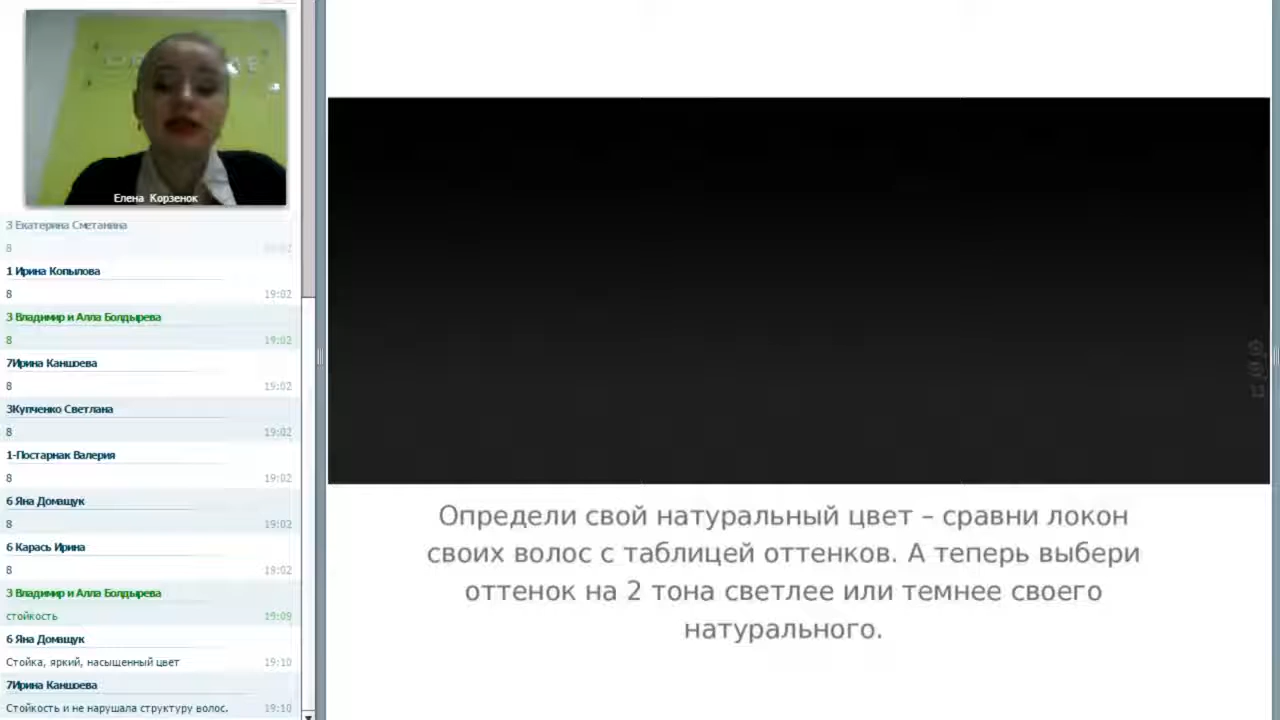 Елена Корзенок
3 Екатерина Сметанина
8
1 Ирина Копылова
8 19:02
3 Владимир и Алла Болдырева
8 19:02
7Ирина Каншоева
8 19:02
3Купченко Светлана
8 19:02
1-Постарнак Валерия
8 19:02
6 Яна Домащук
8 19:02
6 Карась Ирина
8 19:02
3 Владимир и Алла Болдырева
стойкость 19:09
6 Яна Домащук
Стойка, яркий, насыщенный цвет 19:10
7Ирина Каншоева
Стойкость и не нарушала структуру волос. 19:10
Определи свой натуральный цвет – сравни локон
своих волос с таблицей оттенков. А теперь выбери
оттенок на 2 тона светлее или темнее своего
натурального.